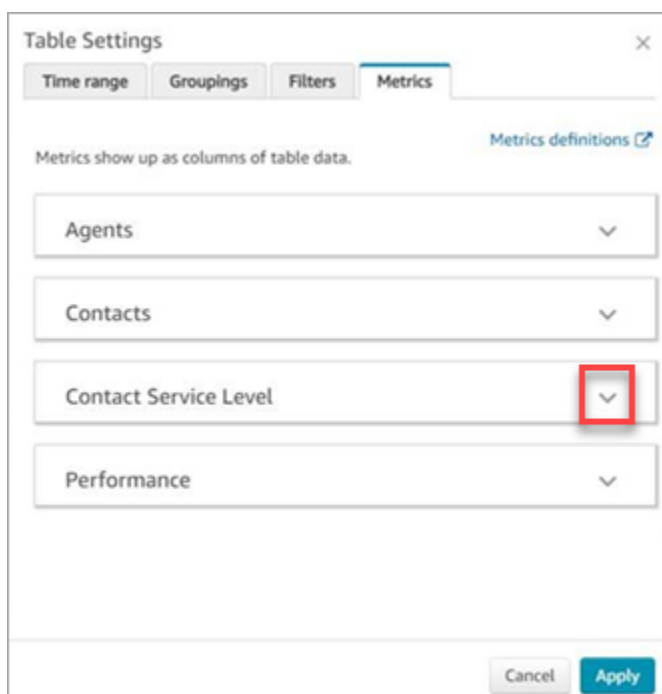 Table Settings
Time range Groupings Filters Metrics
Metrics definitions
Metrics show up as columns of table data.
Agents
Contacts
Contact Service Level
Performance
Cancel Apply